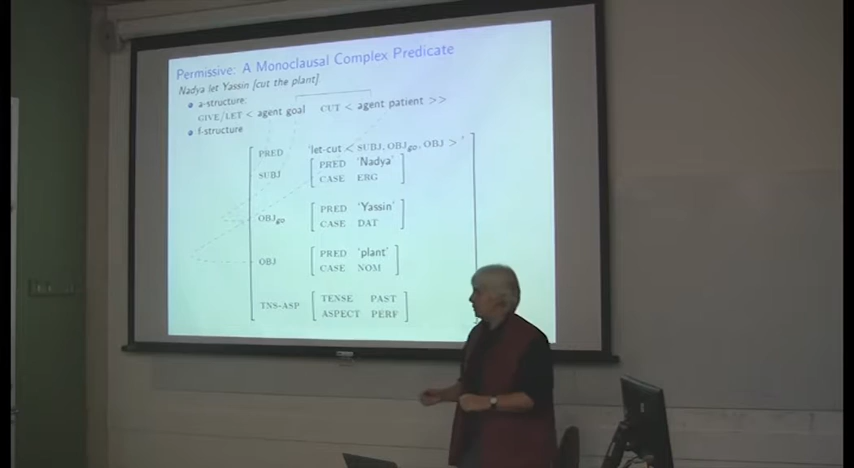 Permissive: A Monoclausal Complex Predicate
Nadya let Yassin [cut the plant]
a-structure:
GIVE/LET < agent goal CUT < agent patient >>
f-structure
PRED 'let-cut < SUBJ, OBJgo, OBJ > '
SUBJ [ PRED 'Nadya'
CASE ERG ]
OBJgo [ PRED 'Yassin'
CASE DAT ]
OBJ [ PRED 'plant'
CASE NOM ]
TNS-ASP [ TENSE PAST
ASPECT PERF ]